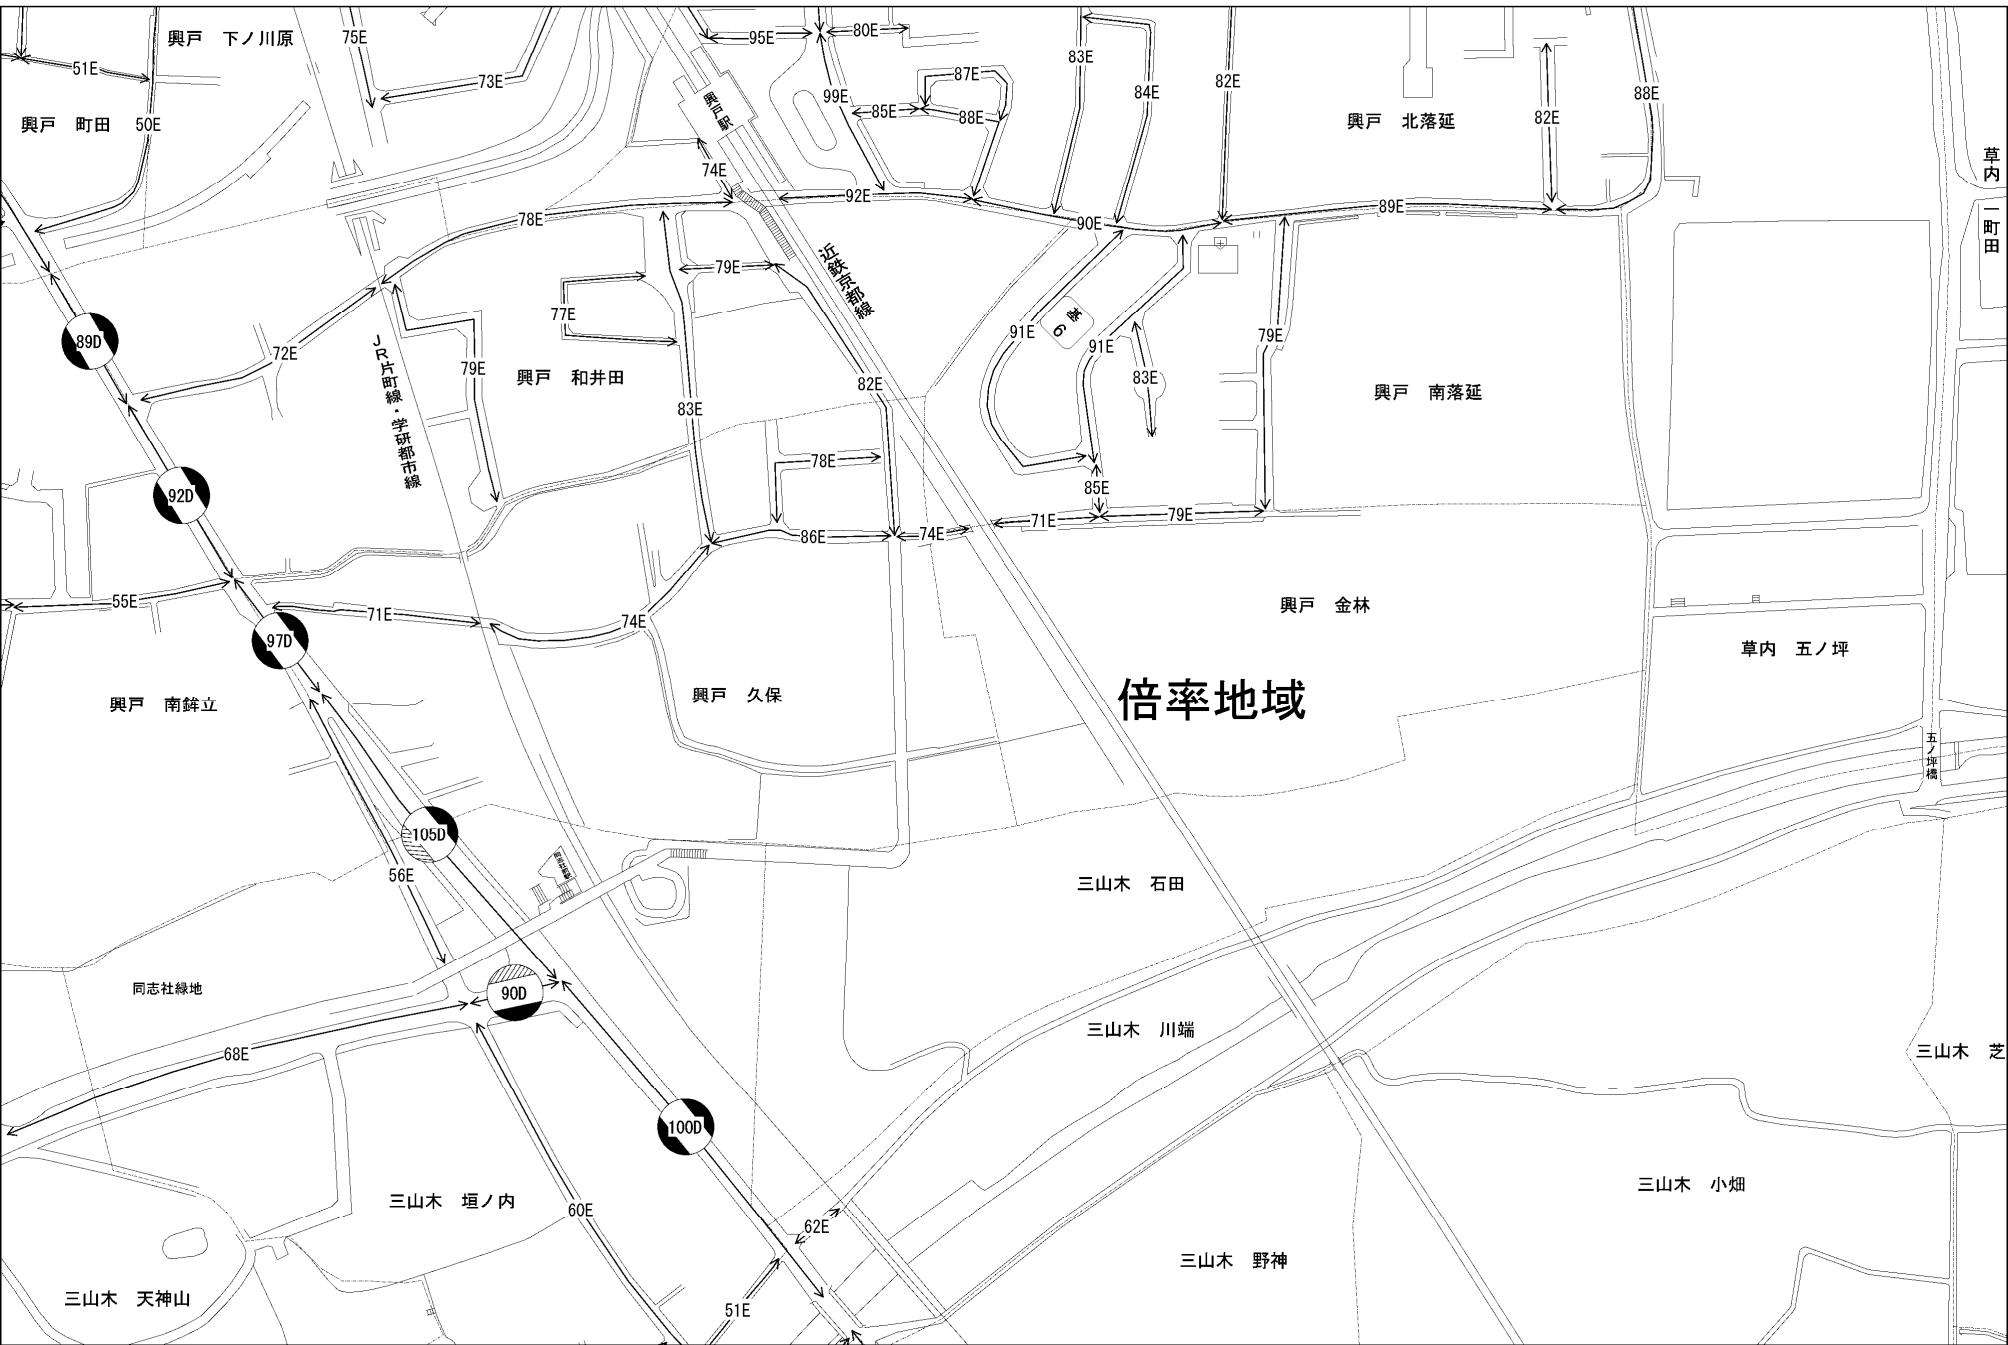 興戸 下ノ川原
75E
95E
80E
83E
82E
51E
73E
99E
87E
84E
88E
85E
88E
82E
興戸 町田
50E
興戸駅
興戸 北落延
草内 一町田
74E
92E
78E
90E
89E
79E
近鉄京都線
77E
89D
72E
JR片町線・学研都市線
79E
興戸 和井田
82E
91E
91E
79E
83E
83E
興戸 南落延
78E
92D
85E
71E
79E
86E
74E
55E
71E
74E
97D
興戸 金林
草内 五ノ坪
興戸 南鉾立
興戸 久保
倍率地域
五ノ坪橋
105D
56E
三山木 石田
同志社緑地
90D
68E
三山木 川端
三山木 芝
100D
三山木 垣ノ内
60E
62E
三山木 小畑
三山木 野神
三山木 天神山
51E